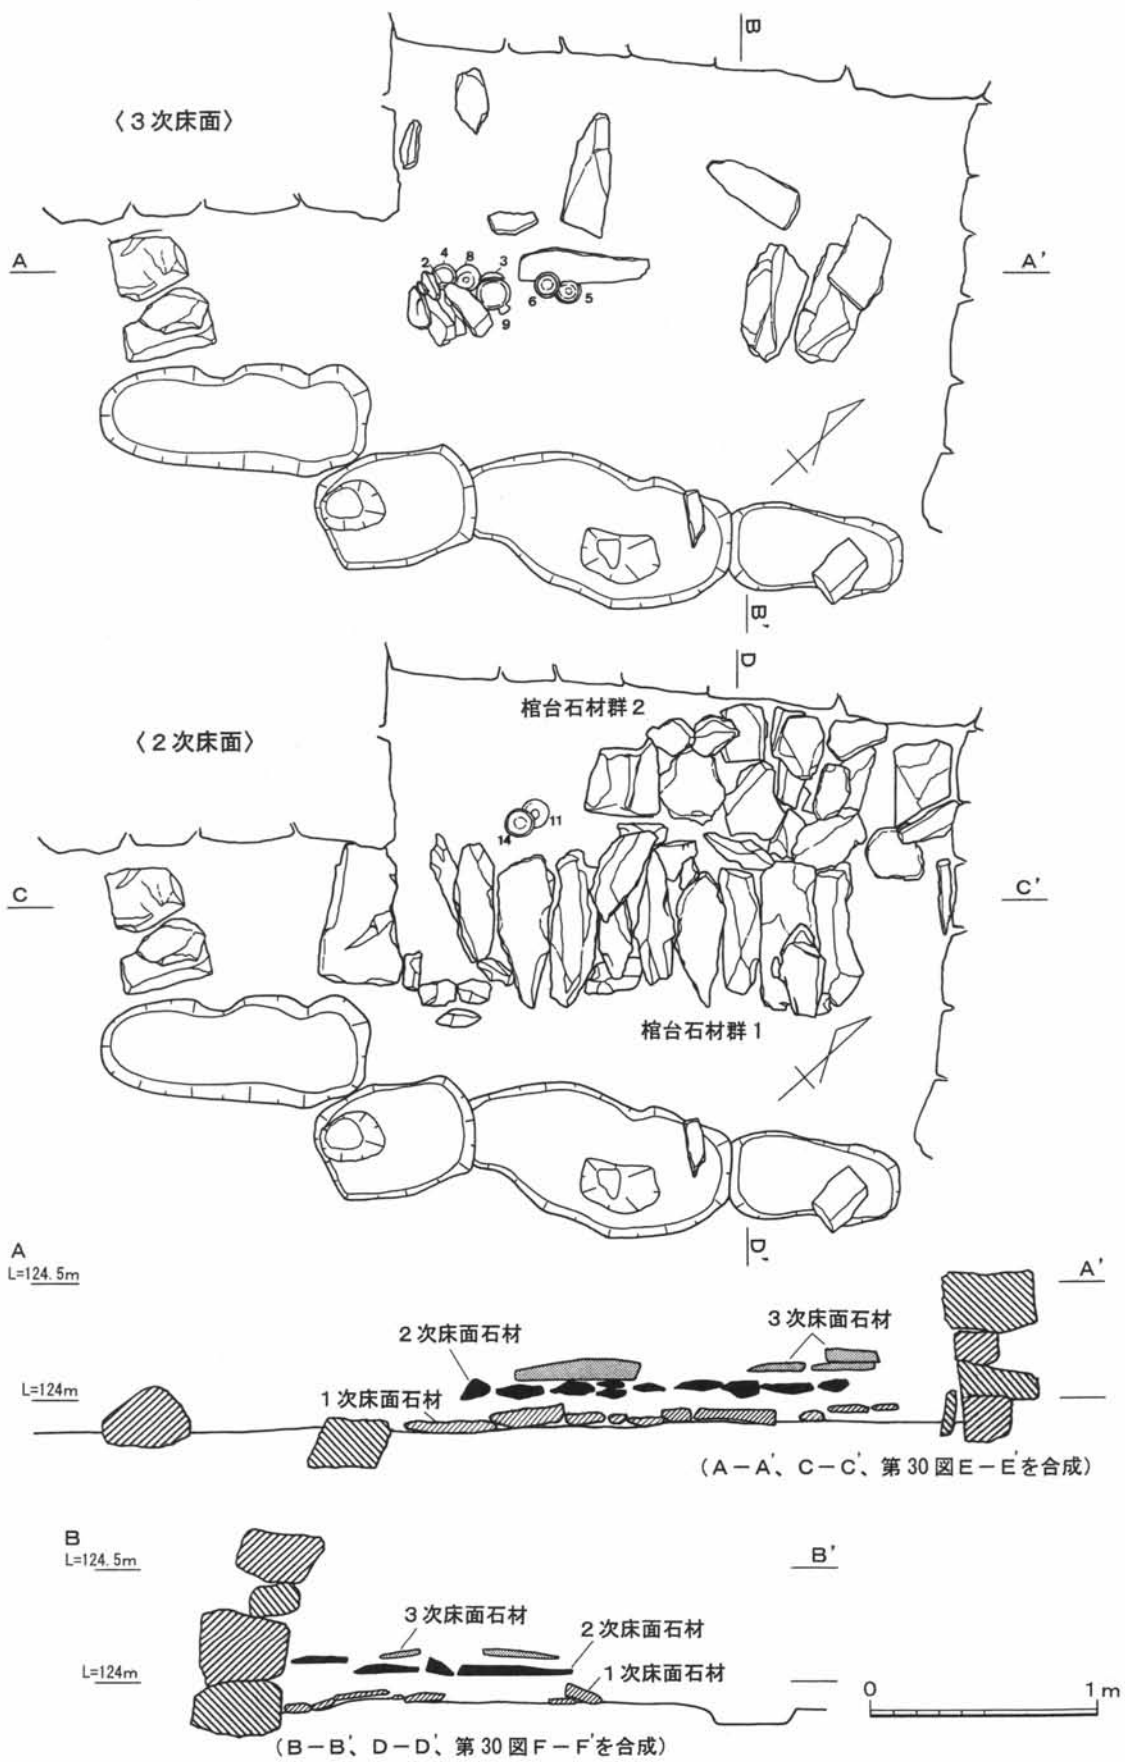 B
〈3次床面〉
A
A'
2
4
8
3
6
5
9
B'
D
棺台石材群2
〈2次床面〉
14
11
C
C'
棺台石材群1
D'
A
L=124.5m
A'
3次床面石材
2次床面石材
L=124m
1次床面石材
(A-A'、C-C'、第30図E-E'を合成)
B
L=124.5m
B'
3次床面石材
2次床面石材
L=124m
1次床面石材
0 1m
(B-B'、D-D'、第30図F-F'を合成)